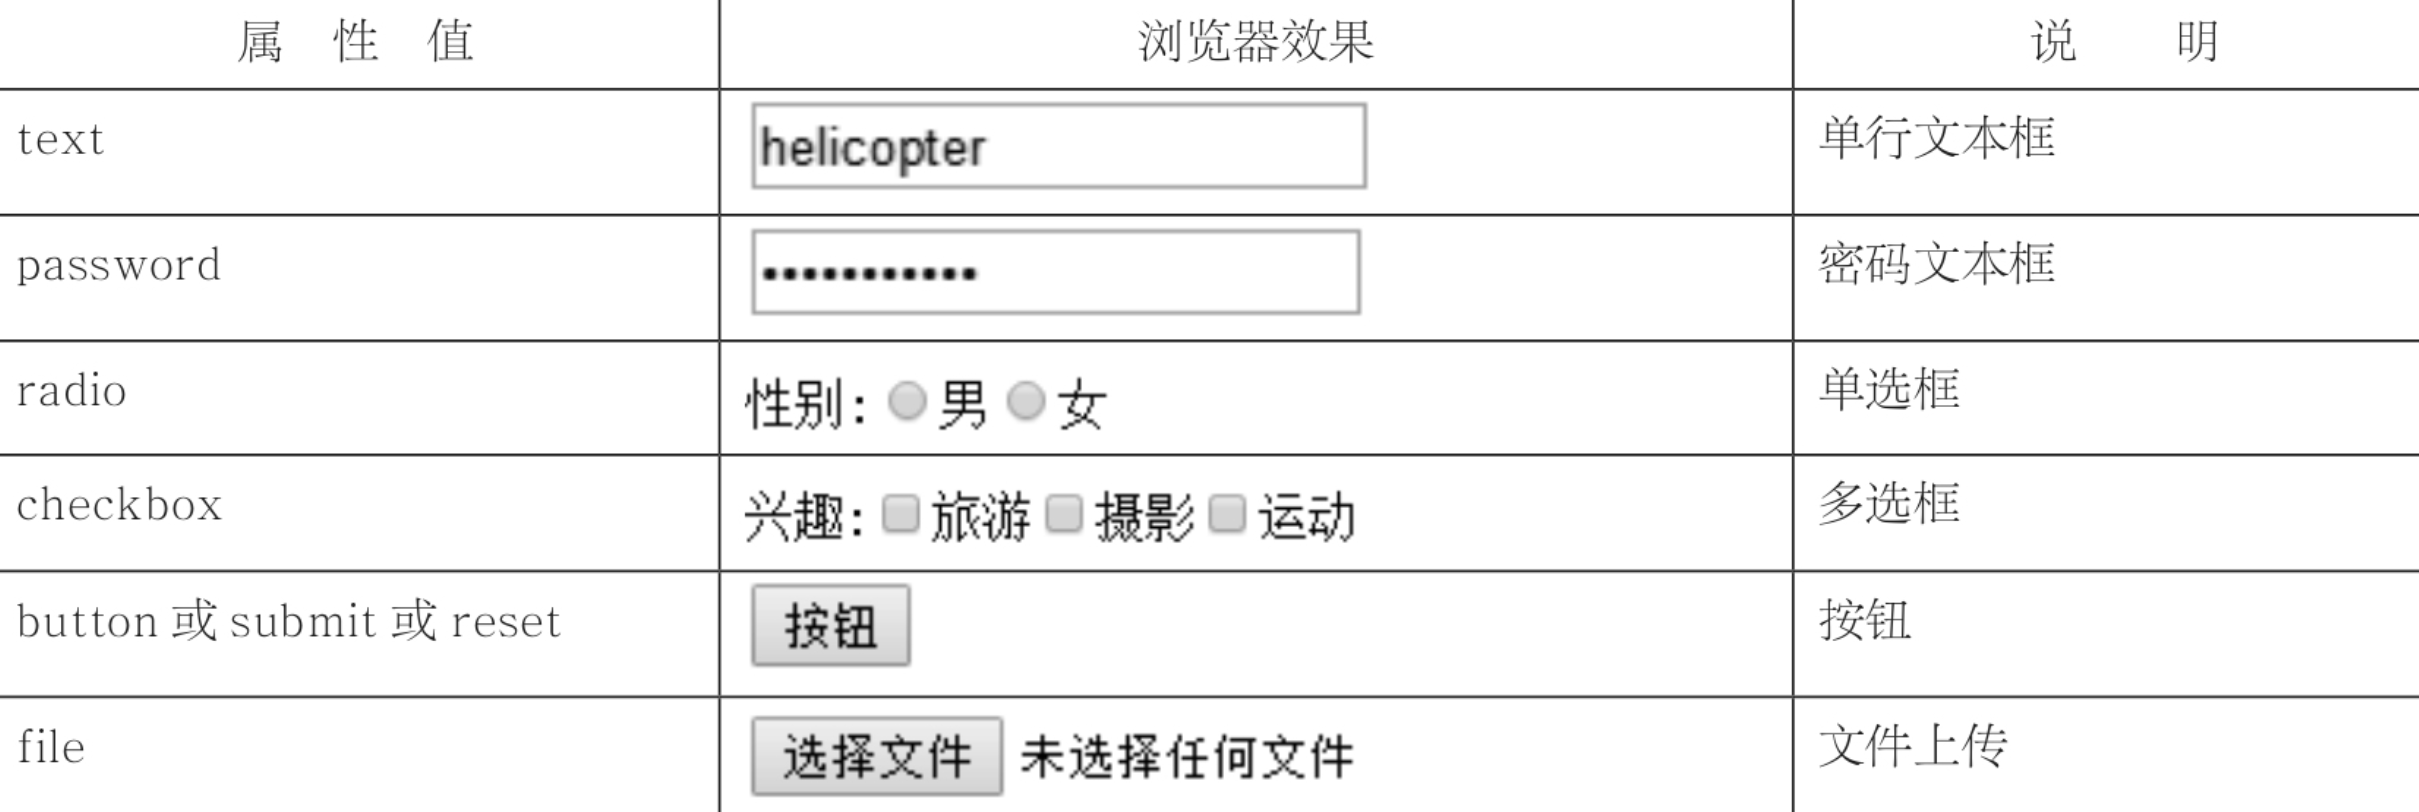 属 性 值 浏览器效果 说 明
text helicopter 单行文本框
password ••••••••••• 密码文本框
radio 性别: 男 女 单选框
checkbox 兴趣: 旅游 摄影 运动 多选框
button 或 submit 或 reset 按钮 按钮
file 选择文件 未选择任何文件 文件上传